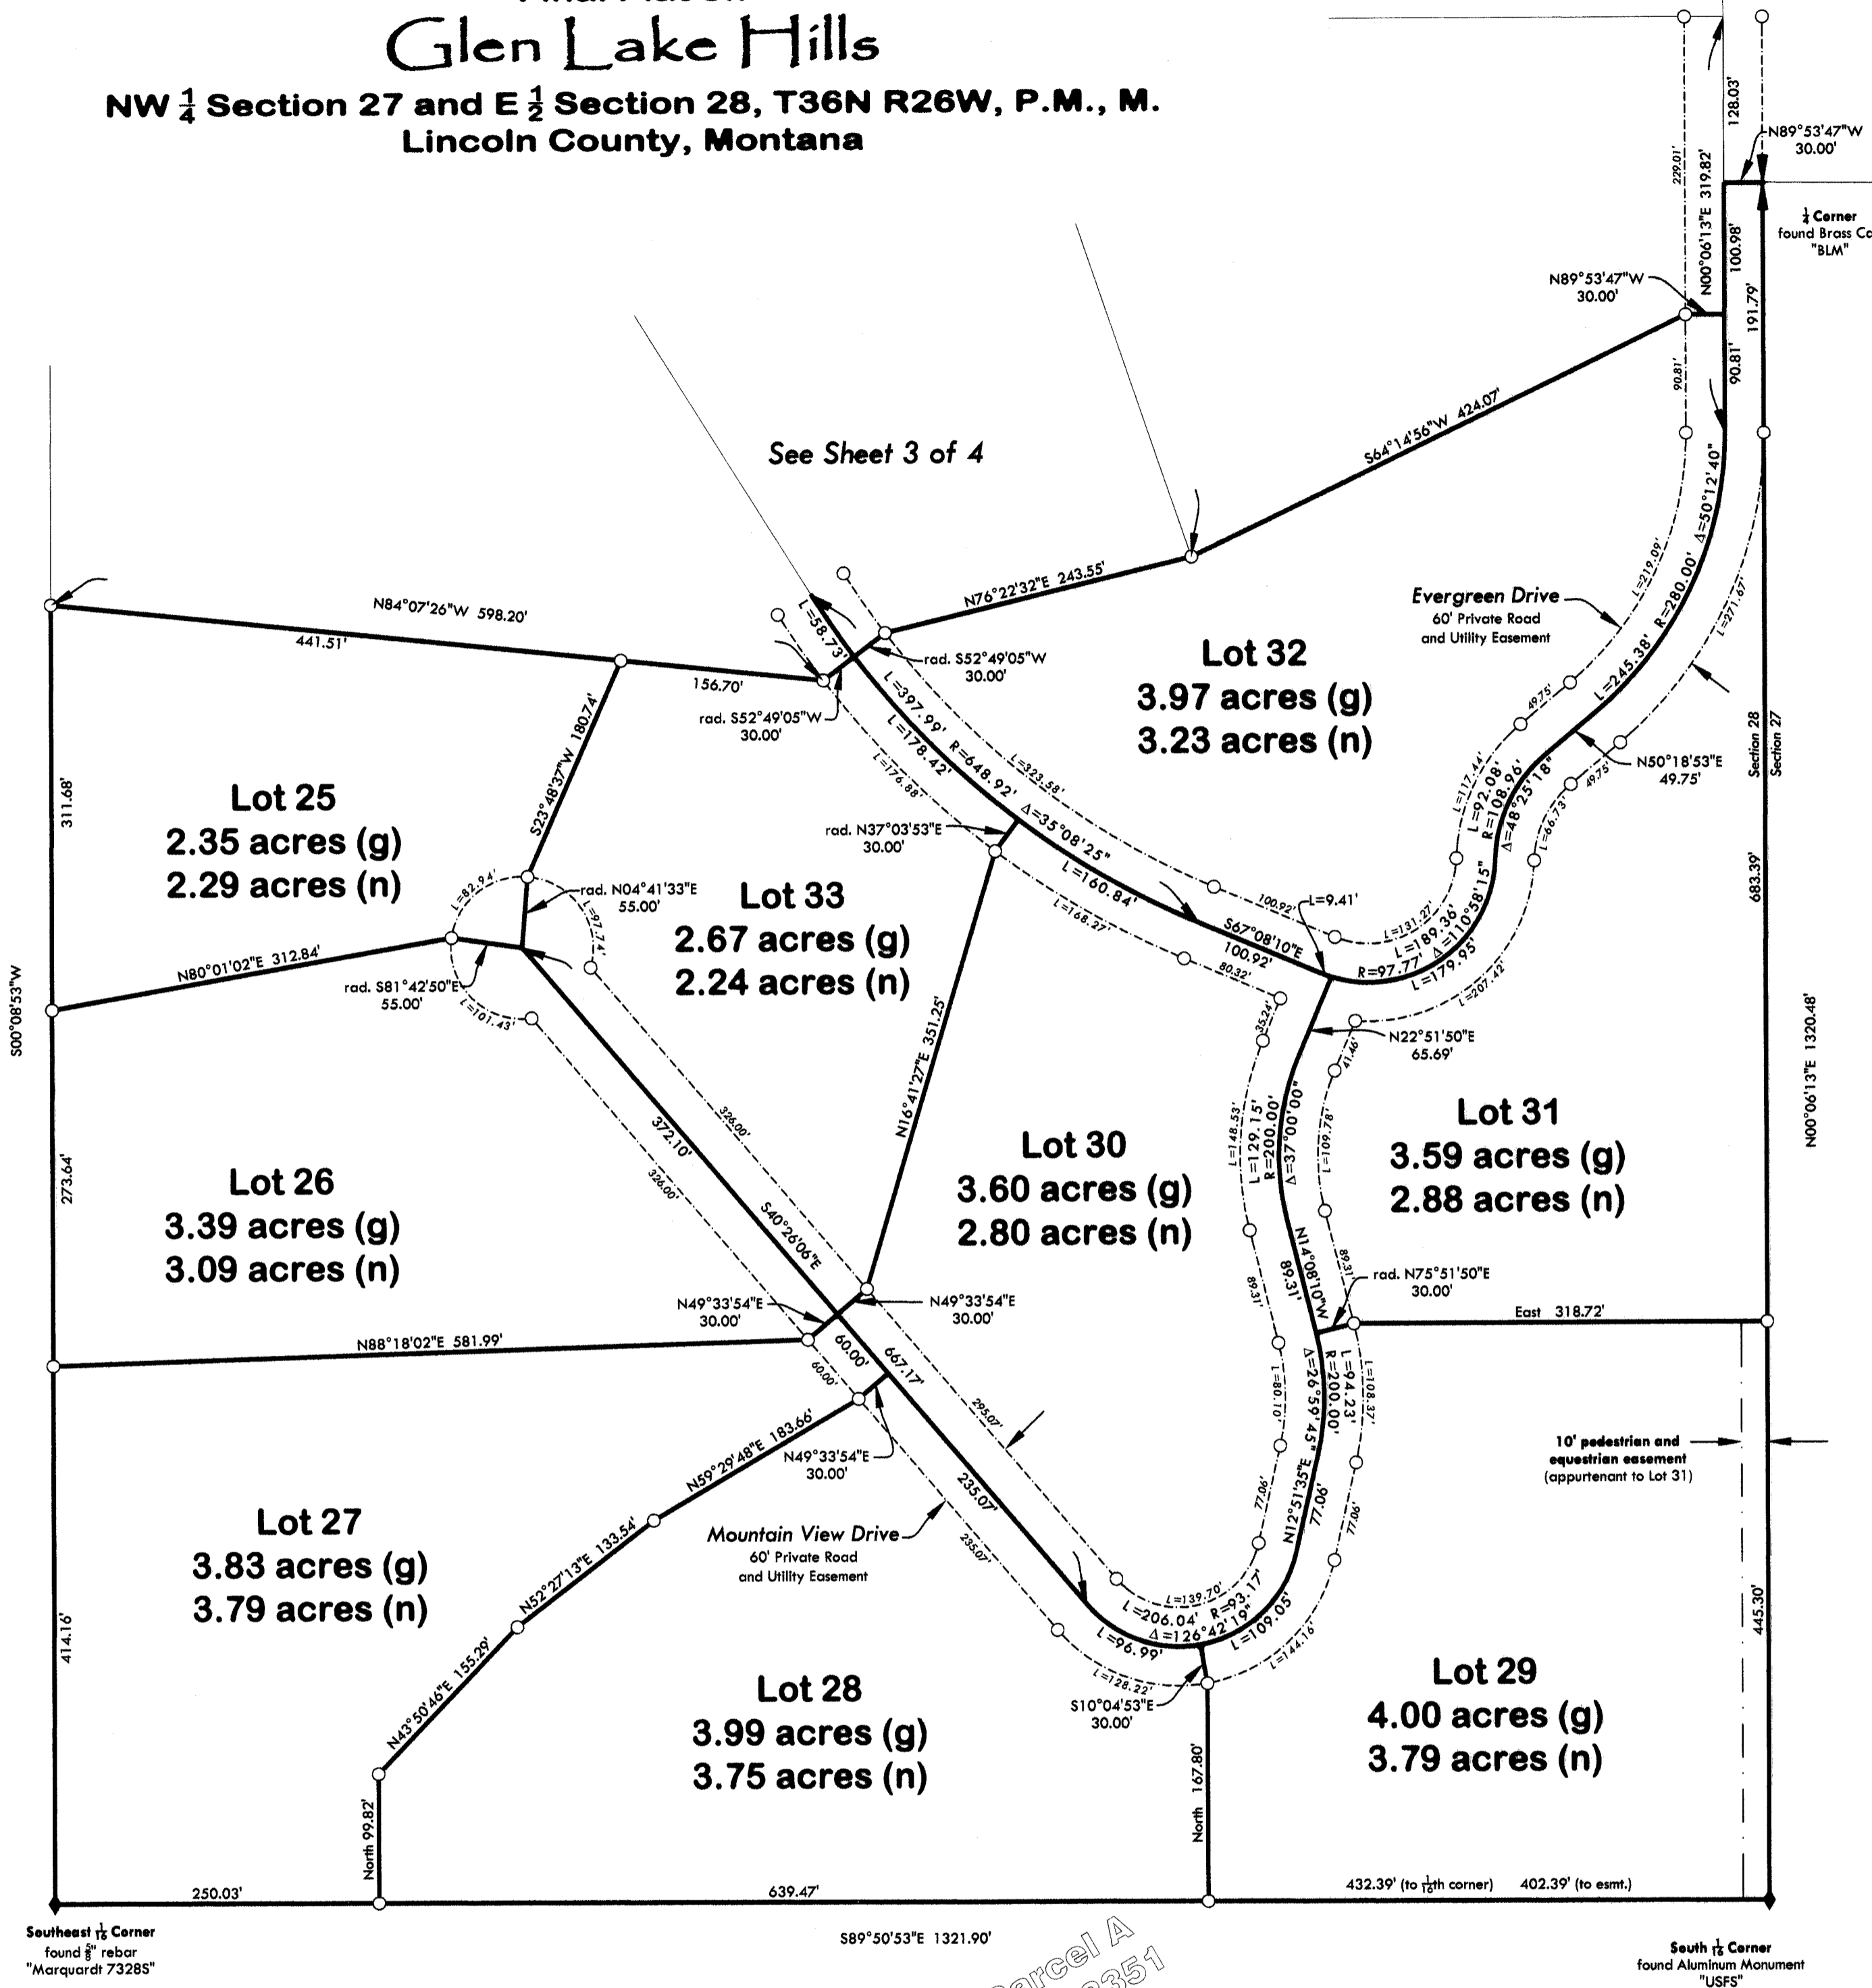 Glen Lake Hills
NW 1/4 Section 27 and E 1/2 Section 28, T36N R26W, P.M., M.
Lincoln County, Montana
128.03'
N89°53'47"W
30.00'
229.01'
N00°06'13"E 319.82'
1/4 Corner
found Brass
"BLM"
100.98'
191.79'
N89°53'47"W
30.00'
90.81'
90.81'
S64°14'56"W 424.07'
See Sheet 3 of 4
N76°22'32"E 243.55'
Δ=50°12'40"
R=280.00'
L=245.38'
L=219.09'
L=271.67'
Evergreen Drive
60' Private Road
and Utility Easement
N84°07'26"W 598.20'
441.51'
156.70'
L=58.73'
rad. S52°49'05"W
30.00'
rad. S52°49'05"W
30.00'
Lot 32
3.97 acres (g)
3.23 acres (n)
L=397.99' R=648.92' Δ=35°08'25"
L=178.42'
L=176.88'
L=323.58'
49.75'
N50°18'53"E
49.75'
49.75'
Section 28
Section 27
311.68'
S23°48'37"W 180.74'
Lot 25
2.35 acres (g)
2.29 acres (n)
L=117.44'
L=92.08'
R=108.96'
Δ=48°25'18"
L=66.73'
rad. N37°03'53"E
30.00'
L=160.84'
L=168.27'
L=82.94'
rad. N04°41'33"E
55.00'
L=97.74'
Lot 33
2.67 acres (g)
2.24 acres (n)
683.39'
100.92'
L=9.41'
S67°08'10"E
100.92'
80.32'
L=131.27'
L=189.36' Δ=110°58'15"
R=97.77'
L=179.95'
L=207.42'
N80°01'02"E 312.84'
rad. S81°42'50"E
55.00'
L=101.43'
S00°08'53"W
N16°41'27"E 351.25'
35.24'
N22°51'50"E
65.69'
41.46'
N00°06'13"E 1320.48'
372.10'
326.00'
326.00'
S40°26'06"E
L=148.53'
L=129.15'
R=200.00'
Δ=37°00'00"
L=109.78'
Lot 30
3.60 acres (g)
2.80 acres (n)
Lot 31
3.59 acres (g)
2.88 acres (n)
273.64'
Lot 26
3.39 acres (g)
3.09 acres (n)
N14°08'10"W
89.31'
89.31'
89.31'
rad. N75°51'50"E
30.00'
East 318.72'
N49°33'54"E
30.00'
N49°33'54"E
30.00'
N88°18'02"E 581.99'
60.00'
60.00'
667.17'
295.07'
Δ=26°59'45"
R=200.00'
L=94.23'
L=108.37'
L=80.10'
N59°29'48"E 183.66'
N49°33'54"E
30.00'
10' pedestrian and
equestrian easement
(appurtenant to Lot 31)
235.07'
235.07'
N12°51'35"E
77.06'
77.06'
77.06'
Mountain View Drive
60' Private Road
and Utility Easement
Lot 27
3.83 acres (g)
3.79 acres (n)
N52°27'13"E 133.54'
L=139.70'
L=206.04' R=93.17'
Δ=126°42'19"
L=96.99'
L=109.05'
L=128.22'
L=144.16'
414.16'
445.30'
N43°50'46"E 155.29'
Lot 28
3.99 acres (g)
3.75 acres (n)
S10°04'53"E
30.00'
Lot 29
4.00 acres (g)
3.79 acres (n)
North 99.82'
North 167.80'
250.03'
639.47'
432.39' (to 1/16th corner) 402.39' (to esmt.)
Southeast 1/16 Corner
found 5/8" rebar
"Marquardt 7328S"
S89°50'53"E 1321.90'
South 1/16 Corner
found Aluminum Monument
"USFS"
Parcel A